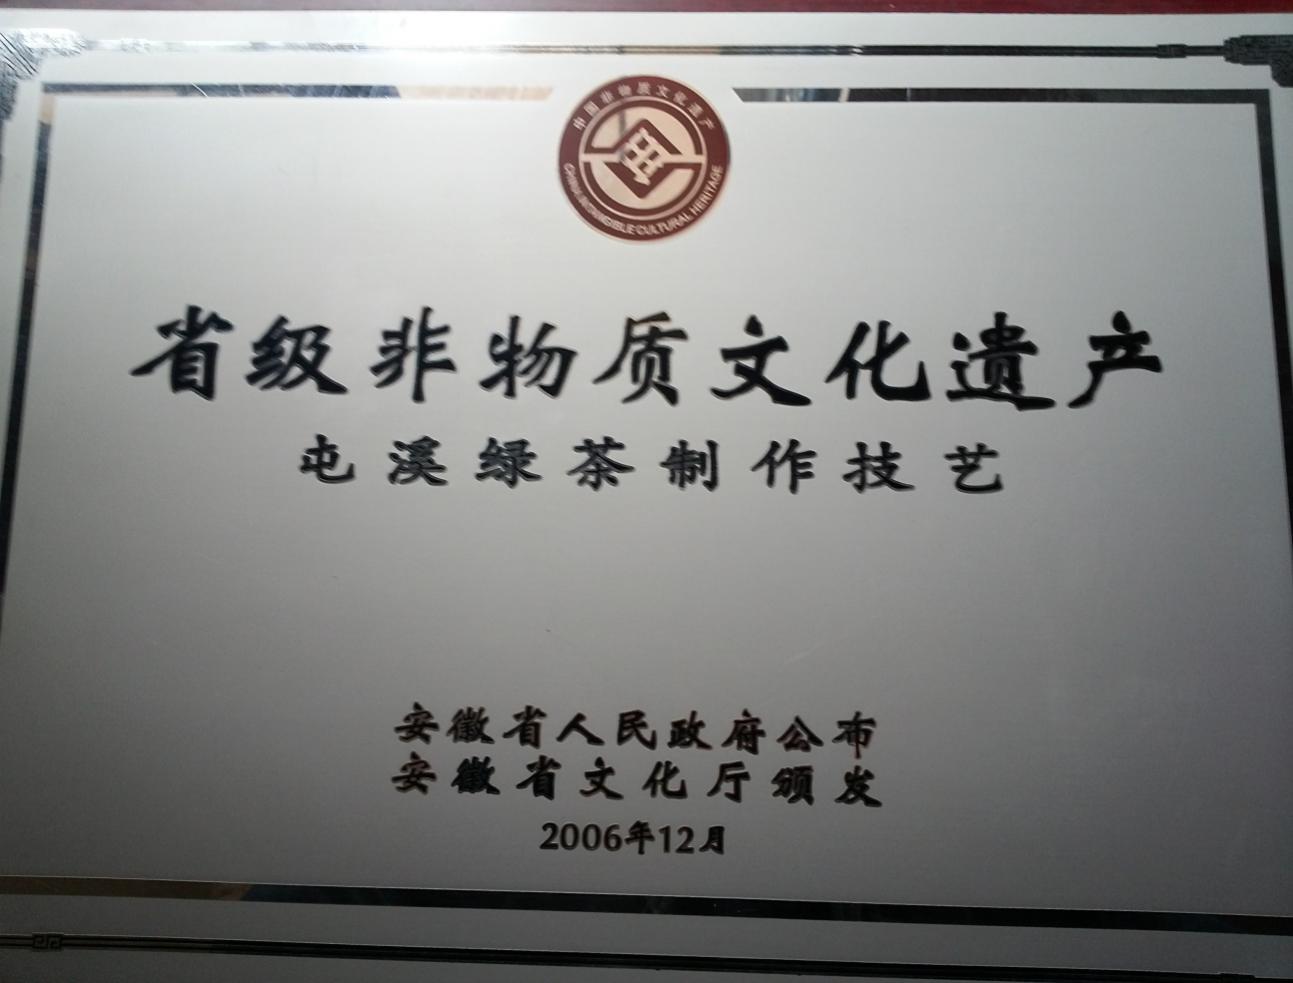 中国非物质文化遗产
CHINA INTANGIBLE CULTURAL HERITAGE
省级非物质文化遗产
屯溪绿茶制作技艺
安徽省人民政府公布
安徽省文化厅颁发
2006年12月